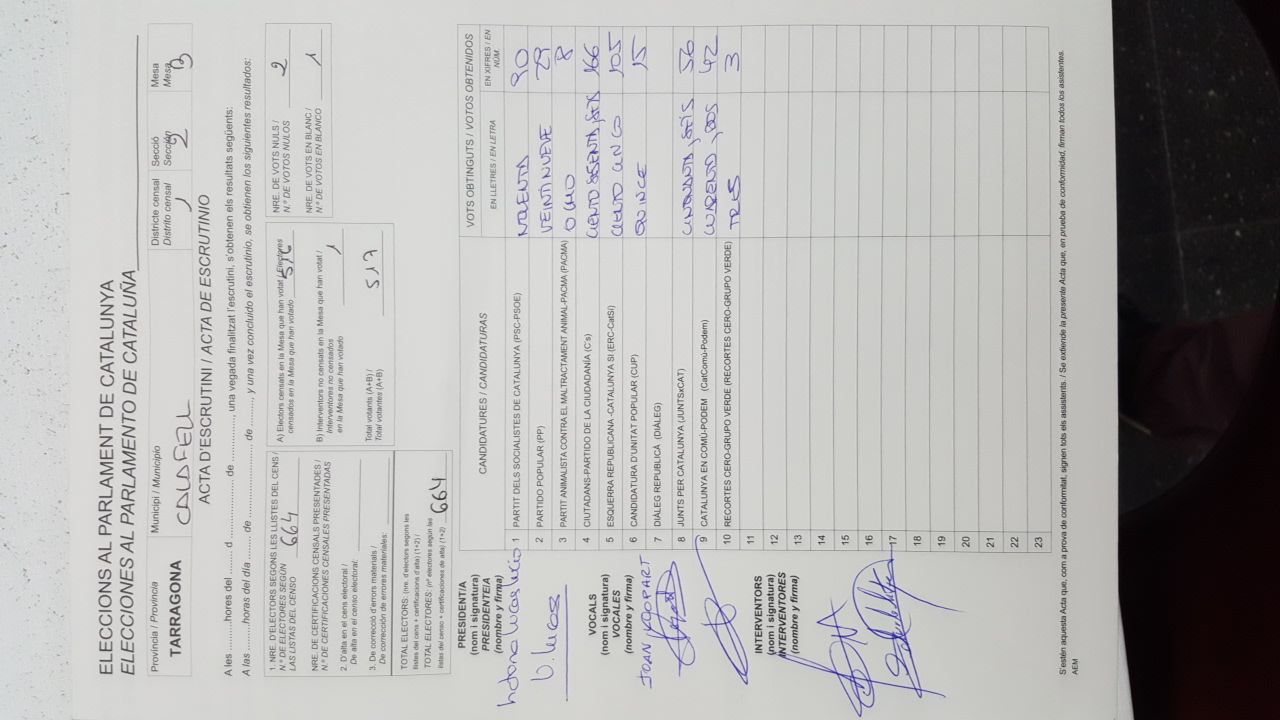 ELECCIONS AL PARLAMENT DE CATALUNYA
ELECCIONES AL PARLAMENTO DE CATALUÑA
Província / Provincia
TARRAGONA
Municipi / Municipio
CALAFELL
Districte censal
Distrito censal
1
Secció
Sección
2
Mesa
Mesa
B
ACTA D'ESCRUTINI / ACTA DE ESCRUTINIO
A les .......... hores del ........ d .................... de ............., una vegada finalitzat l'escrutini, s'obtenen els resultats següents:
A las .......... horas del día ........ de .................... de ........., y una vez concluido el escrutinio, se obtienen los siguientes resultados:
1. NRE. D'ELECTORS SEGONS LES LLISTES DEL CENS /
N.º DE ELECTORES SEGÚN
LAS LISTAS DEL CENSO 664
NRE. DE CERTIFICACIONS CENSALS PRESENTADES /
N.º DE CERTIFICACIONES CENSALES PRESENTADAS
2. D'alta en el cens electoral /
De alta en el censo electoral:
3. De correcció d'errors materials /
De corrección de errores materiales:
TOTAL ELECTORS: (nre. d'electors segons les
llistes del cens + certificacions d'alta) (1+2) /
TOTAL ELECTORES: (nº electores según las
listas del censo + certificaciones de alta) (1+2) 664
A) Electors censats en la Mesa que han votat / Electores
censados en la Mesa que han votado 516
B) Interventors no censats en la Mesa que han votat /
Interventores no censados
en la Mesa que han votado 1
Total votants (A+B) /
Total votantes (A+B) 517
NRE. DE VOTS NULS /
N.º DE VOTOS NULOS 2
NRE. DE VOTS EN BLANC /
N.º DE VOTOS EN BLANCO 1
CANDIDATURES / CANDIDATURAS
VOTS OBTINGUTS / VOTOS OBTENIDOS
EN LLETRES / EN LETRA
EN XIFRES / EN NÚM.
1 PARTIT DELS SOCIALISTES DE CATALUNYA (PSC-PSOE) NOVENTA 90
2 PARTIDO POPULAR (PP) VEINTINUEVE 29
3 PARTIT ANIMALISTA CONTRA EL MALTRACTAMENT ANIMAL-PACMA (PACMA) OCHO 8
4 CIUTADANS-PARTIDO DE LA CIUDADANÍA (C's) CIENTO SESENTA, SEIS 166
5 ESQUERRA REPUBLICANA -CATALUNYA SÍ (ERC-CatSí) CIENTO CINCO 105
6 CANDIDATURA D'UNITAT POPULAR (CUP) QUINCE 15
7 DIÀLEG REPUBLICÀ (DIÀLEG)
8 JUNTS PER CATALUNYA (JUNTSxCAT) CINCUENTA, SEIS 56
9 CATALUNYA EN COMÚ-PODEM (CatComú-Podem) CUARENTA, DOS 42
10 RECORTES CERO-GRUPO VERDE (RECORTES CERO-GRUPO VERDE) TRES 3
11
12
13
14
15
16
17
18
19
20
21
22
23
PRESIDENT/A
(nom i signatura)
PRESIDENTE/A
(nombre y firma)
V. Lucas
VOCALS
(nom i signatura)
VOCALES
(nombre y firma)
JOAN LLOPART
INTERVENTORS
(nom i signatura)
INTERVENTORES
(nombre y firma)
S'estén aquesta Acta que, com a prova de conformitat, signen tots els assistents. / Se extiende la presente Acta que, en prueba de conformidad, firman todos los asistentes.
AEM